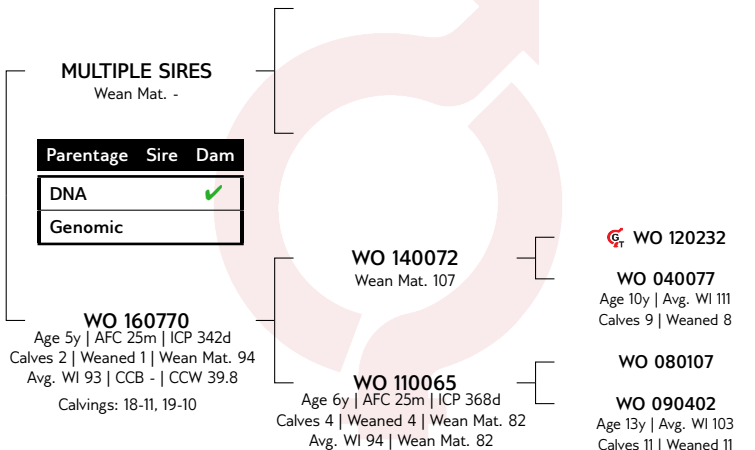 MULTIPLE SIRES
Wean Mat. -
Parentage Sire Dam
DNA ✔
Genomic
WO 160770
Age 5y | AFC 25m | ICP 342d
Calves 2 | Weaned 1 | Wean Mat. 94
Avg. WI 93 | CCB - | CCW 39.8
Calvings: 18-11, 19-10
WO 140072
Wean Mat. 107
WO 110065
Age 6y | AFC 25m | ICP 368d
Calves 4 | Weaned 4 | Wean Mat. 82
Avg. WI 94 | Wean Mat. 82
GT WO 120232
WO 040077
Age 10y | Avg. WI 111
Calves 9 | Weaned 8
WO 080107
WO 090402
Age 13y | Avg. WI 103
Calves 11 | Weaned 11